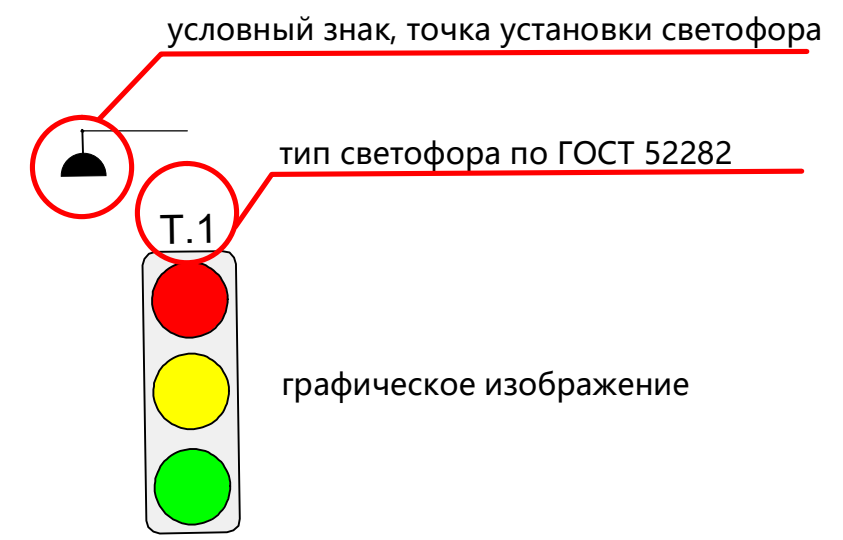 условный знак, точка установки светофора
тип светофора по ГОСТ 52282
Т.1
графическое изображение